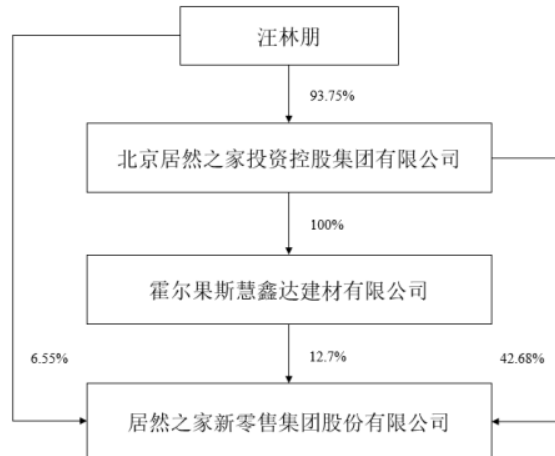 汪林朋
93.75%
北京居然之家投资控股集团有限公司
100%
霍尔果斯慧鑫达建材有限公司
6.55%
12.7%
42.68%
居然之家新零售集团股份有限公司